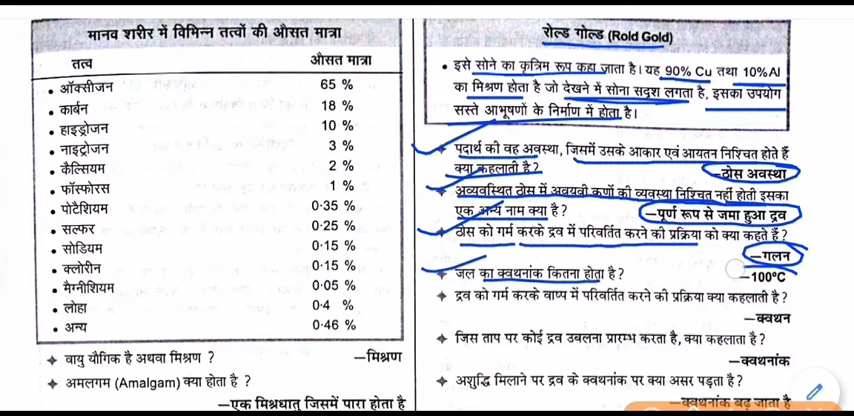 मानव शरीर में विभिन्न तत्वों की औसत मात्रा
तत्व औसत मात्रा
• ऑक्सीजन 65 %
• कार्बन 18 %
• हाइड्रोजन 10 %
• नाइट्रोजन 3 %
• कैल्सियम 2 %
• फॉस्फोरस 1 %
• पोटैशियम 0·35 %
• सल्फर 0·25 %
• सोडियम 0·15 %
• क्लोरीन 0·15 %
• मैग्नीशियम 0·05 %
• लोहा 0·4 %
• अन्य 0·46 %
✦ वायु यौगिक है अथवा मिश्रण ? —मिश्रण
✦ अमलगम (Amalgam) क्या होता है ?
—एक मिश्रधातु जिसमें पारा होता है
रोल्ड गोल्ड (Rold Gold)
• इसे सोने का कृत्रिम रूप कहा जाता है। यह 90% Cu तथा 10%Al
का मिश्रण होता है जो देखने में सोना सदृश लगता है, इसका उपयोग
सस्ते आभूषणों के निर्माण में होता है।
✦ पदार्थ की वह अवस्था, जिसमें उसके आकार एवं आयतन निश्चित होते हैं
क्या कहलाती है? —ठोस अवस्था
✦ अव्यवस्थित ठोस में अवयवी कणों की व्यवस्था निश्चित नहीं होती इसका
एक अन्य नाम क्या है? —पूर्ण रूप से जमा हुआ द्रव
✦ ठोस को गर्म करके द्रव में परिवर्तित करने की प्रक्रिया को क्या कहते हैं?
—गलन
✦ जल का क्वथनांक कितना होता है? —100°C
✦ द्रव को गर्म करके वाष्प में परिवर्तित करने की प्रक्रिया क्या कहलाती है?
—क्वथन
✦ जिस ताप पर कोई द्रव उबलना प्रारम्भ करता है, क्या कहलाता है?
—क्वथनांक
✦ अशुद्धि मिलाने पर द्रव के क्वथनांक पर क्या असर पड़ता है?
—क्वथनांक बढ़ जाता है